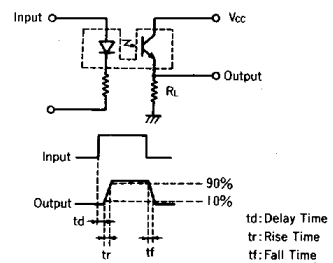 Input
Vcc
Output
RL
Input
Output
90%
10%
td
tr
tf
td: Delay Time
tr: Rise Time
tf: Fall Time